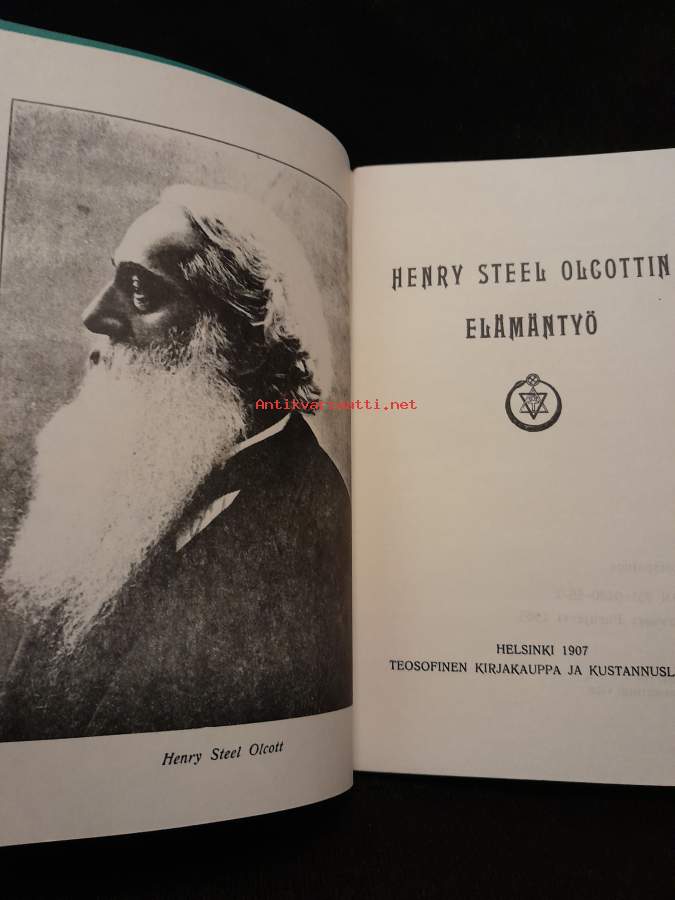 Henry Steel Olcott
HENRY STEEL OLCOTTIN
ELÄMÄNTYÖ
Antikvariaatti.net
HELSINKI 1907
TEOSOFINEN KIRJAKAUPPA JA KUSTANNUSL